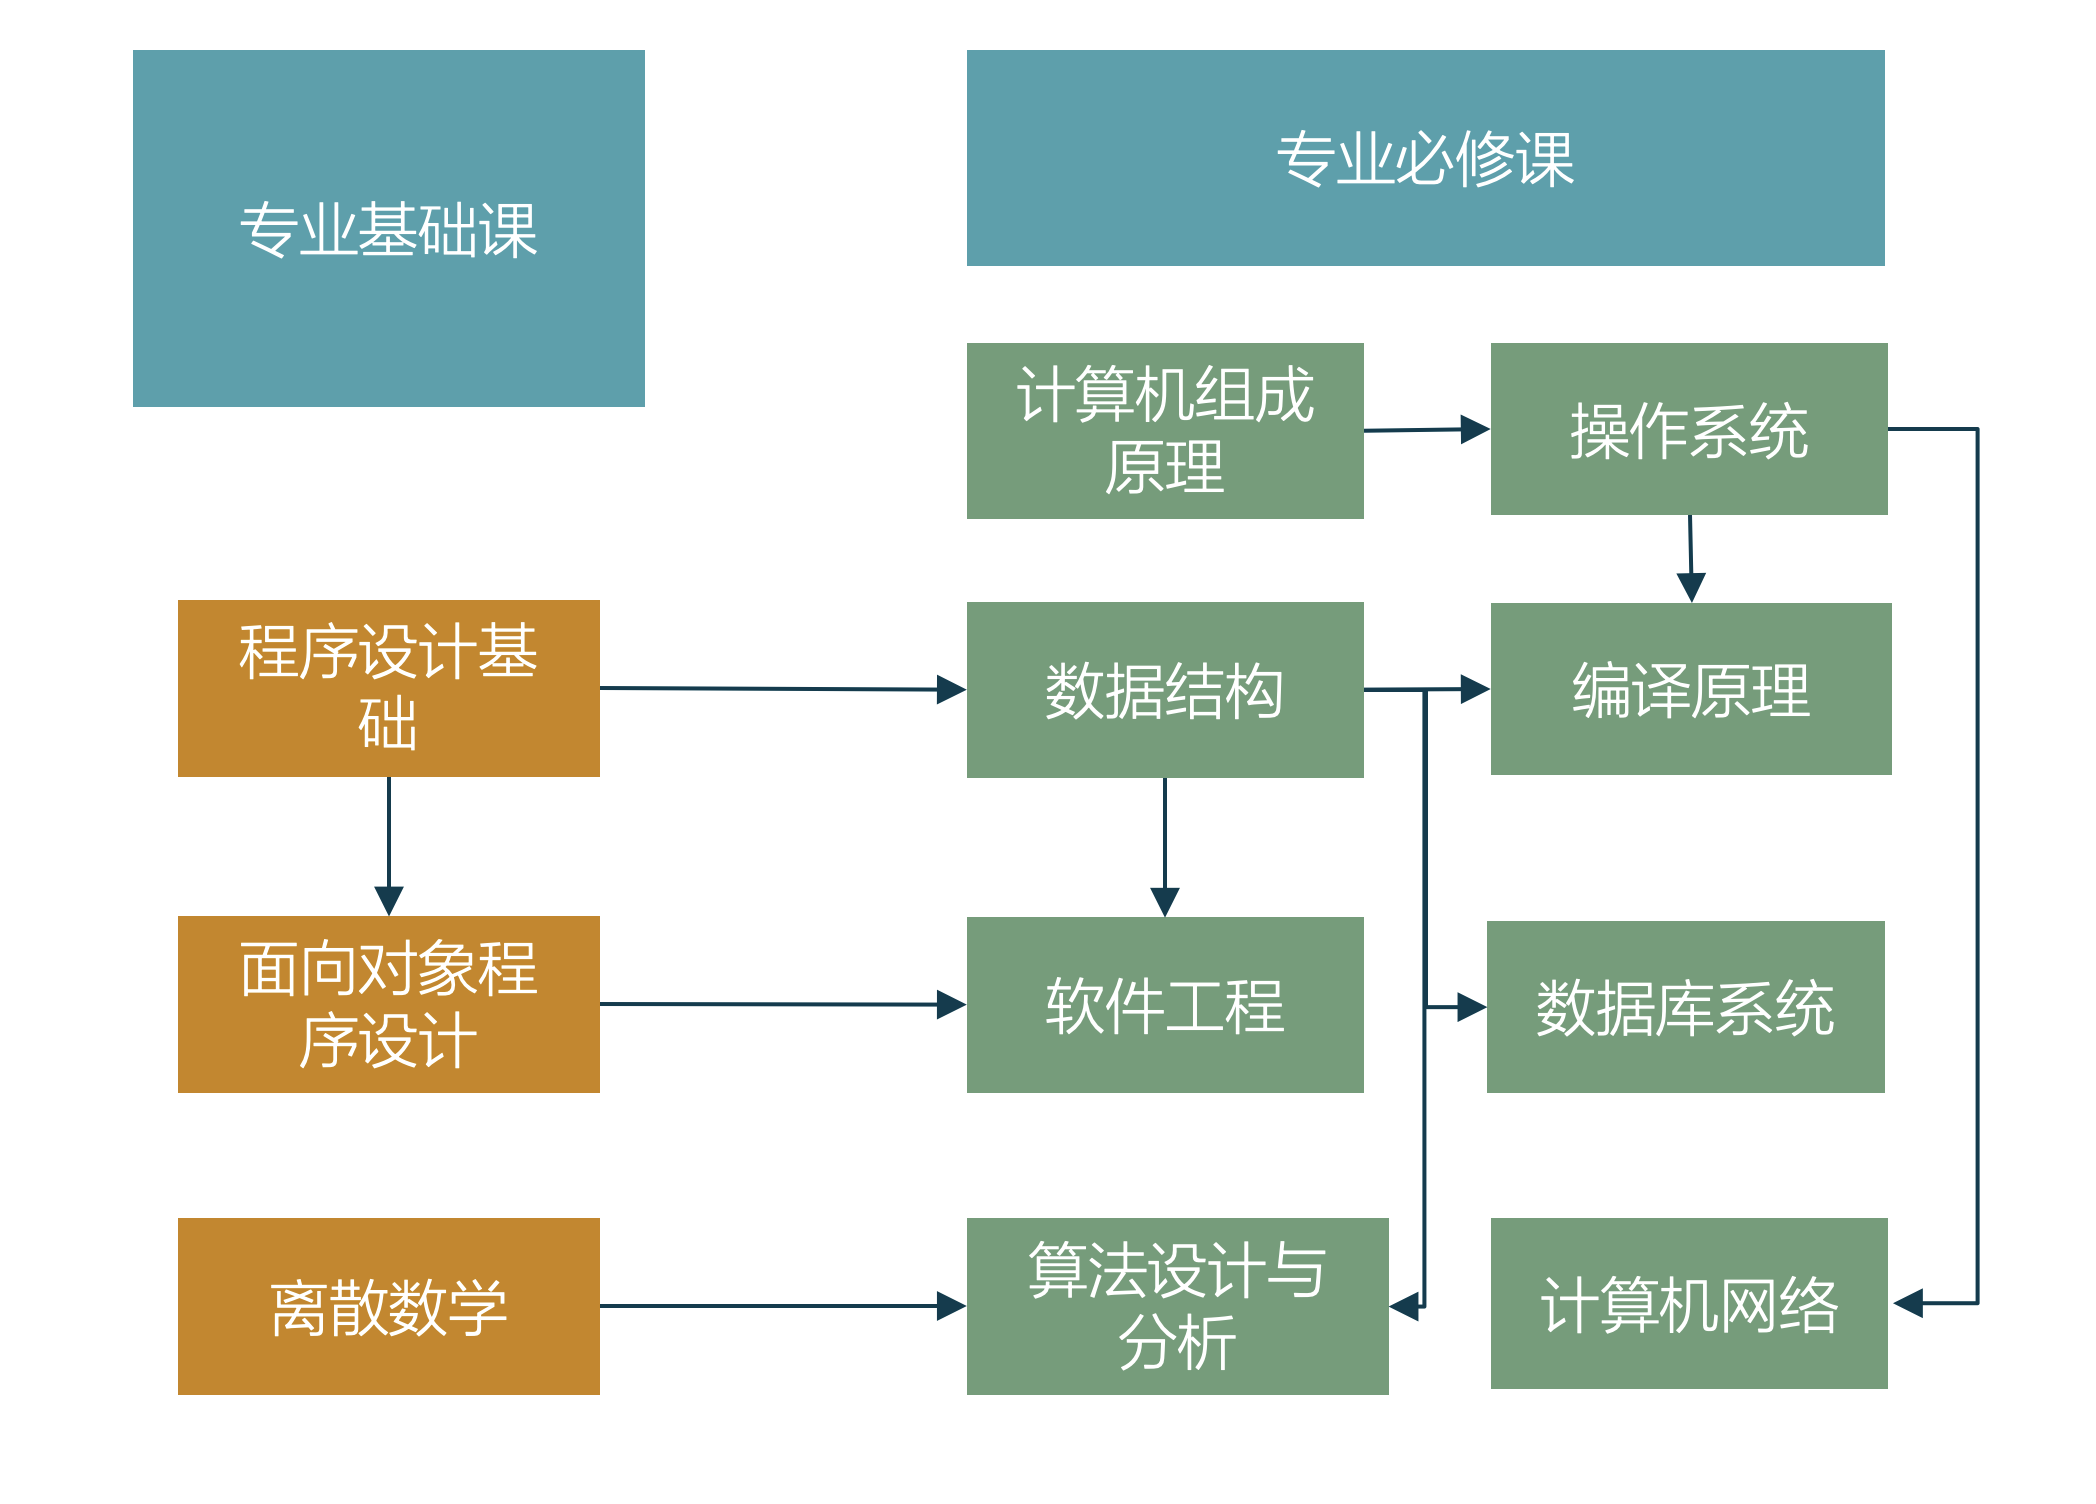 专业基础课
专业必修课
计算机组成
原理
操作系统
程序设计基
础
数据结构
编译原理
面向对象程
序设计
软件工程
数据库系统
离散数学
算法设计与
分析
计算机网络